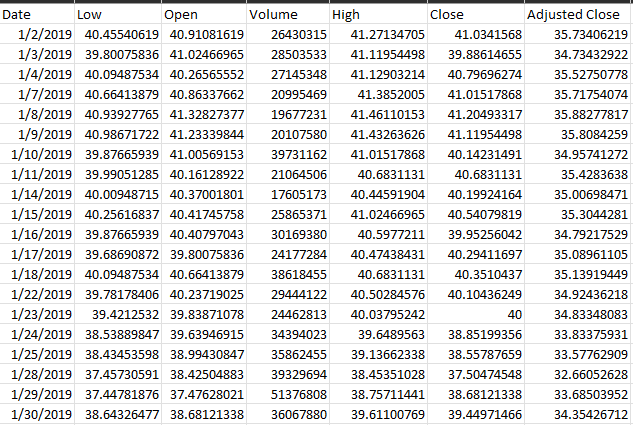 Date Low Open Volume High Close Adjusted Close
1/2/2019 40.45540619 40.91081619 26430315 41.27134705 41.0341568 35.73406219
1/3/2019 39.80075836 41.02466965 28503533 41.11954498 39.88614655 34.73432922
1/4/2019 40.09487534 40.26565552 27145348 41.12903214 40.79696274 35.52750778
1/7/2019 40.66413879 40.86337662 20995469 41.3852005 41.01517868 35.71754074
1/8/2019 40.93927765 41.32827377 19677231 41.46110153 41.20493317 35.88277817
1/9/2019 40.98671722 41.23339844 20107580 41.43263626 41.11954498 35.8084259
1/10/2019 39.87665939 41.00569153 39731162 41.01517868 40.14231491 34.95741272
1/11/2019 39.99051285 40.16128922 21064506 40.6831131 40.6831131 35.4283638
1/14/2019 40.00948715 40.37001801 17605173 40.44591904 40.19924164 35.00698471
1/15/2019 40.25616837 40.41745758 25865371 41.02466965 40.54079819 35.3044281
1/16/2019 39.87665939 40.40797043 30169380 40.5977211 39.95256042 34.79217529
1/17/2019 39.68690872 39.80075836 24177284 40.47438431 40.29411697 35.08961105
1/18/2019 40.09487534 40.66413879 38618455 40.6831131 40.3510437 35.13919449
1/22/2019 39.78178406 40.23719025 29444122 40.50284576 40.10436249 34.92436218
1/23/2019 39.4212532 39.83871078 24462813 40.03795242 40 34.83348083
1/24/2019 38.53889847 39.63946915 34394023 39.6489563 38.85199356 33.83375931
1/25/2019 38.43453598 38.99430847 35862455 39.13662338 38.55787659 33.57762909
1/28/2019 37.45730591 38.42504883 39329694 38.45351028 37.50474548 32.66052628
1/29/2019 37.44781876 37.47628021 51376808 38.75711441 38.68121338 33.68503952
1/30/2019 38.64326477 38.68121338 36067880 39.61100769 39.44971466 34.35426712